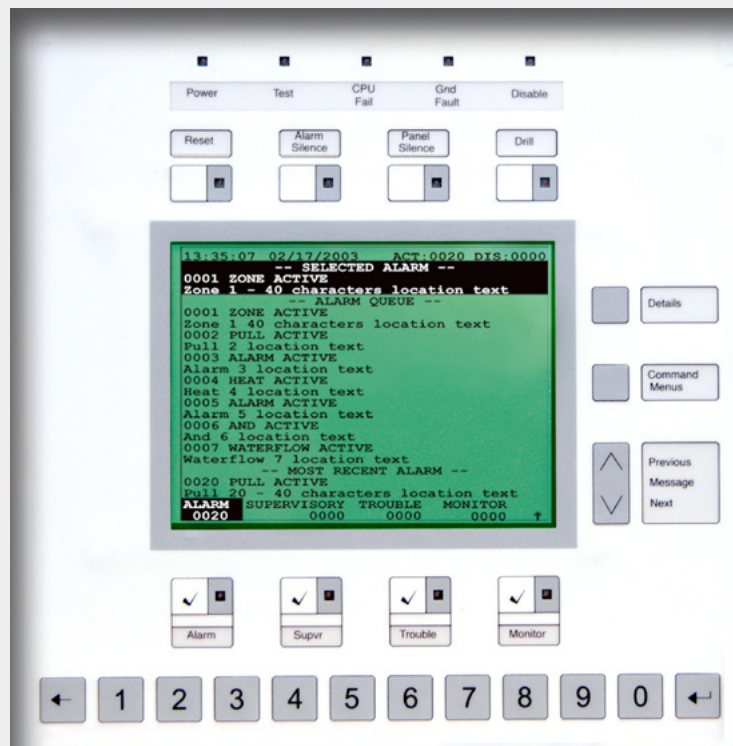 Power Test CPU Fail Gnd Fault Disable
Reset Alarm Silence Panel Silence Drill
13:35:07 02/17/2003 ACT:0020 DIS:0000
-- SELECTED ALARM --
0001 ZONE ACTIVE
Zone 1 - 40 characters location text
-- ALARM QUEUE --
0001 ZONE ACTIVE
Zone 1 40 characters location text
0002 PULL ACTIVE
Pull 2 location text
0003 ALARM ACTIVE
Alarm 3 location text
0004 HEAT ACTIVE
Heat 4 location text
0005 ALARM ACTIVE
Alarm 5 location text
0006 AND ACTIVE
And 6 location text
0007 WATERFLOW ACTIVE
Waterflow 7 location text
-- MOST RECENT ALARM --
0020 PULL ACTIVE
Pull 20 - 40 characters location text
ALARM SUPERVISORY TROUBLE MONITOR
0020 0000 0000 0000
Details
Command
Menus
Previous
Message
Next
Alarm Supvr Trouble Monitor
1 2 3 4 5 6 7 8 9 0